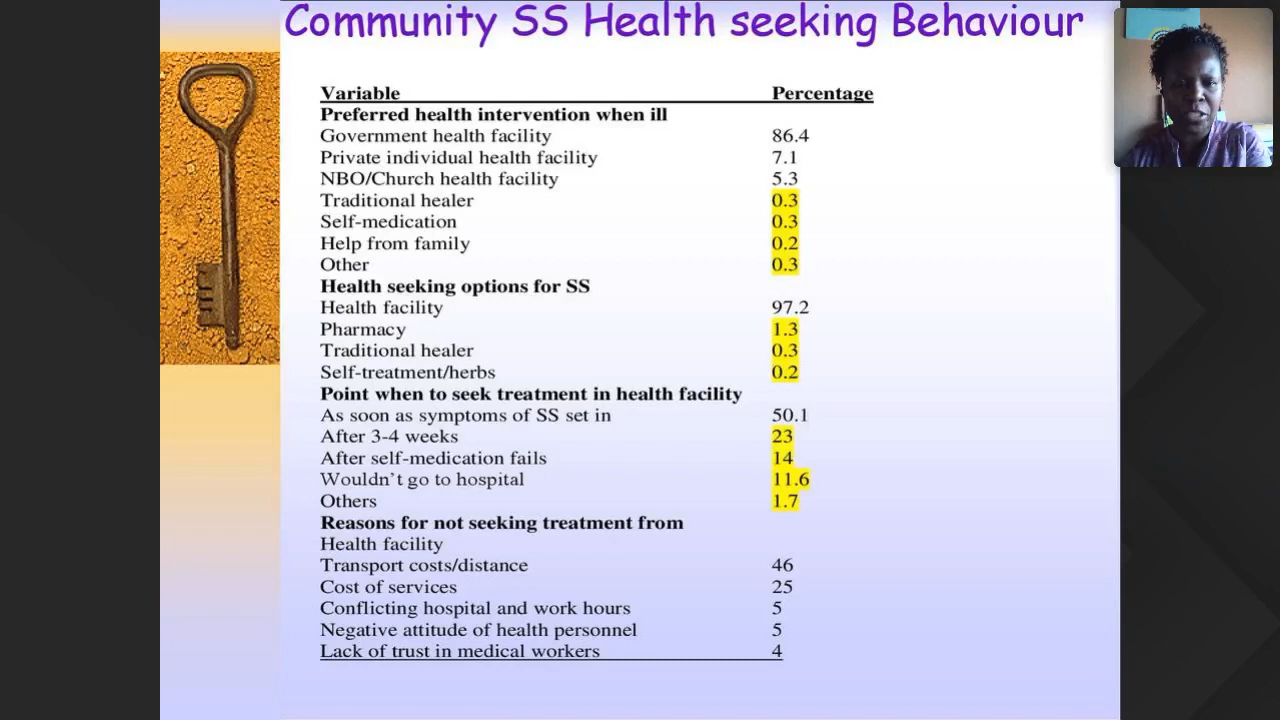 Community SS Health seeking Behaviour
Variable Percentage
Preferred health intervention when ill
Government health facility 86.4
Private individual health facility 7.1
NBO/Church health facility 5.3
Traditional healer 0.3
Self-medication 0.3
Help from family 0.2
Other 0.3
Health seeking options for SS
Health facility 97.2
Pharmacy 1.3
Traditional healer 0.3
Self-treatment/herbs 0.2
Point when to seek treatment in health facility
As soon as symptoms of SS set in 50.1
After 3-4 weeks 23
After self-medication fails 14
Wouldn't go to hospital 11.6
Others 1.7
Reasons for not seeking treatment from
Health facility
Transport costs/distance 46
Cost of services 25
Conflicting hospital and work hours 5
Negative attitude of health personnel 5
Lack of trust in medical workers 4